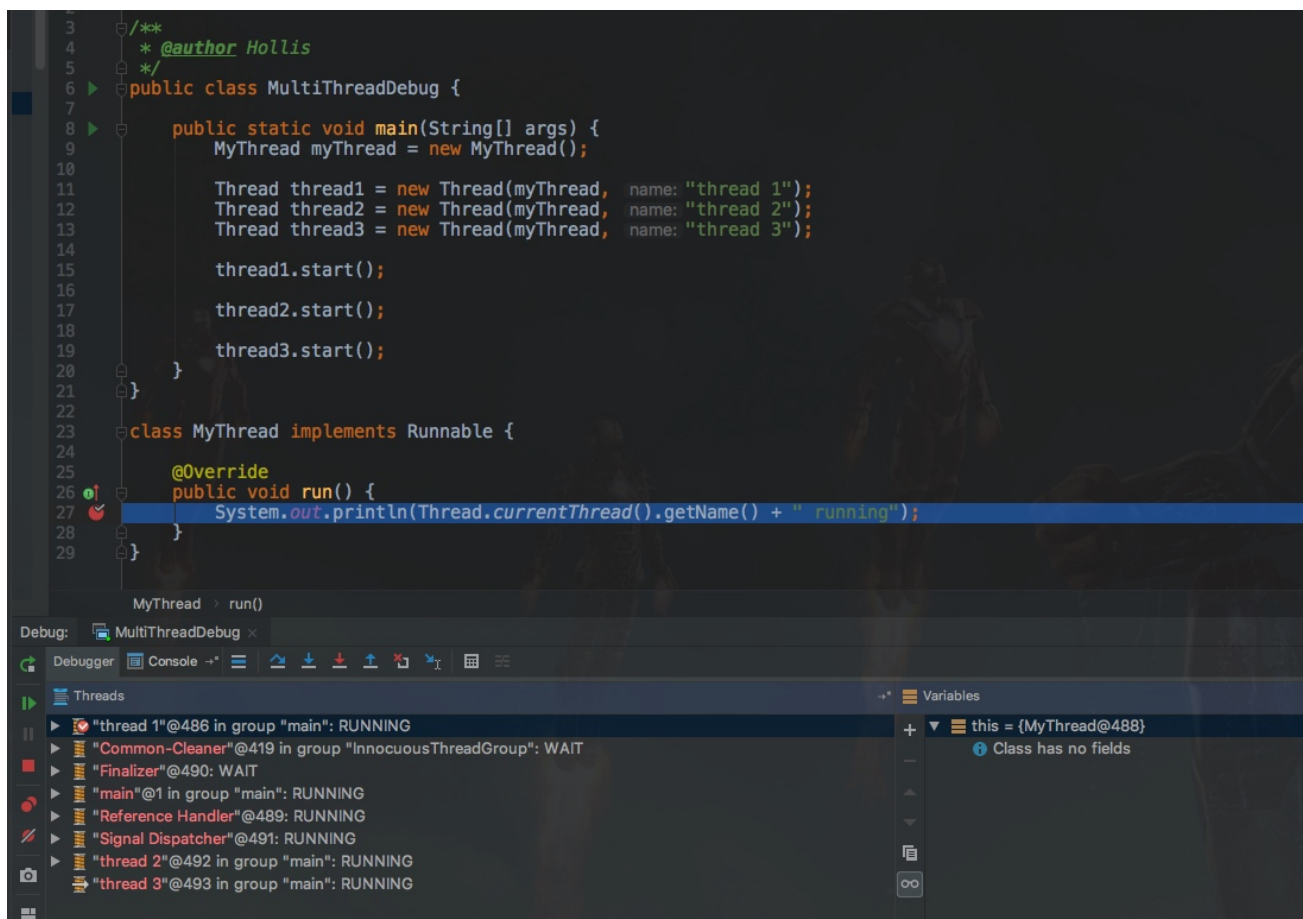 3 /**
4 * @author Hollis
5 */
6 public class MultiThreadDebug {
7
8 public static void main(String[] args) {
9 MyThread myThread = new MyThread();
10
11 Thread thread1 = new Thread(myThread, name: "thread 1");
12 Thread thread2 = new Thread(myThread, name: "thread 2");
13 Thread thread3 = new Thread(myThread, name: "thread 3");
14
15 thread1.start();
16
17 thread2.start();
18
19 thread3.start();
20 }
21 }
22
23 class MyThread implements Runnable {
24
25 @Override
26 public void run() {
27 System.out.println(Thread.currentThread().getName() + " running");
28 }
29 }
MyThread › run()
Debug: MultiThreadDebug ×
Debugger Console
Threads
"thread 1"@486 in group "main": RUNNING
"Common-Cleaner"@419 in group "InnocuousThreadGroup": WAIT
"Finalizer"@490: WAIT
"main"@1 in group "main": RUNNING
"Reference Handler"@489: RUNNING
"Signal Dispatcher"@491: RUNNING
"thread 2"@492 in group "main": RUNNING
"thread 3"@493 in group "main": RUNNING
Variables
this = {MyThread@488}
Class has no fields